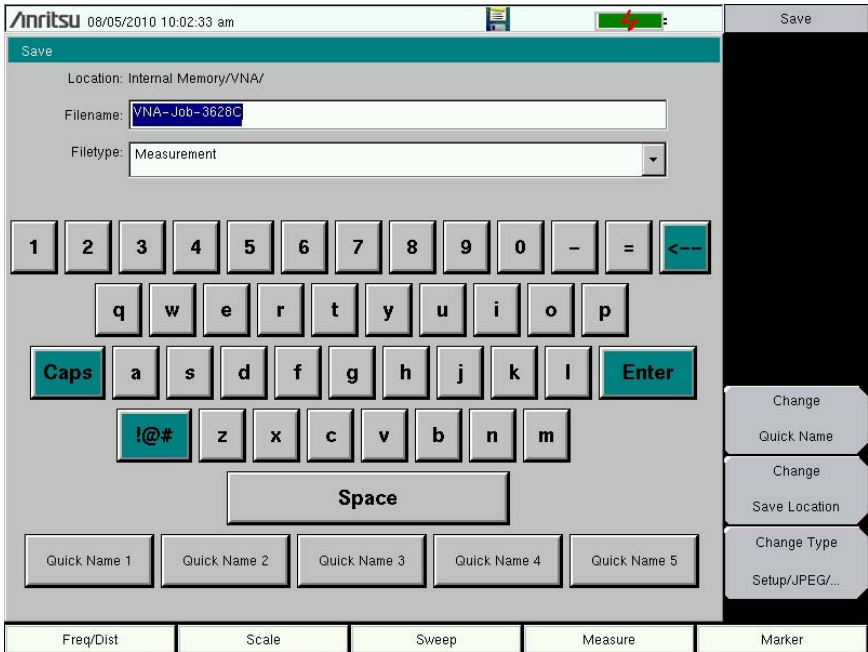 Anritsu 08/05/2010 10:02:33 am
Save
Save
Location: Internal Memory/VNA/
Filename: VNA-Job-3628C
Filetype: Measurement
1 2 3 4 5 6 7 8 9 0 - = <--
q w e r t y u i o p
Caps a s d f g h j k l Enter
!@# z x c v b n m
Space
Quick Name 1 Quick Name 2 Quick Name 3 Quick Name 4 Quick Name 5
Change
Quick Name
Change
Save Location
Change Type
Setup/JPEG/...
Freq/Dist Scale Sweep Measure Marker